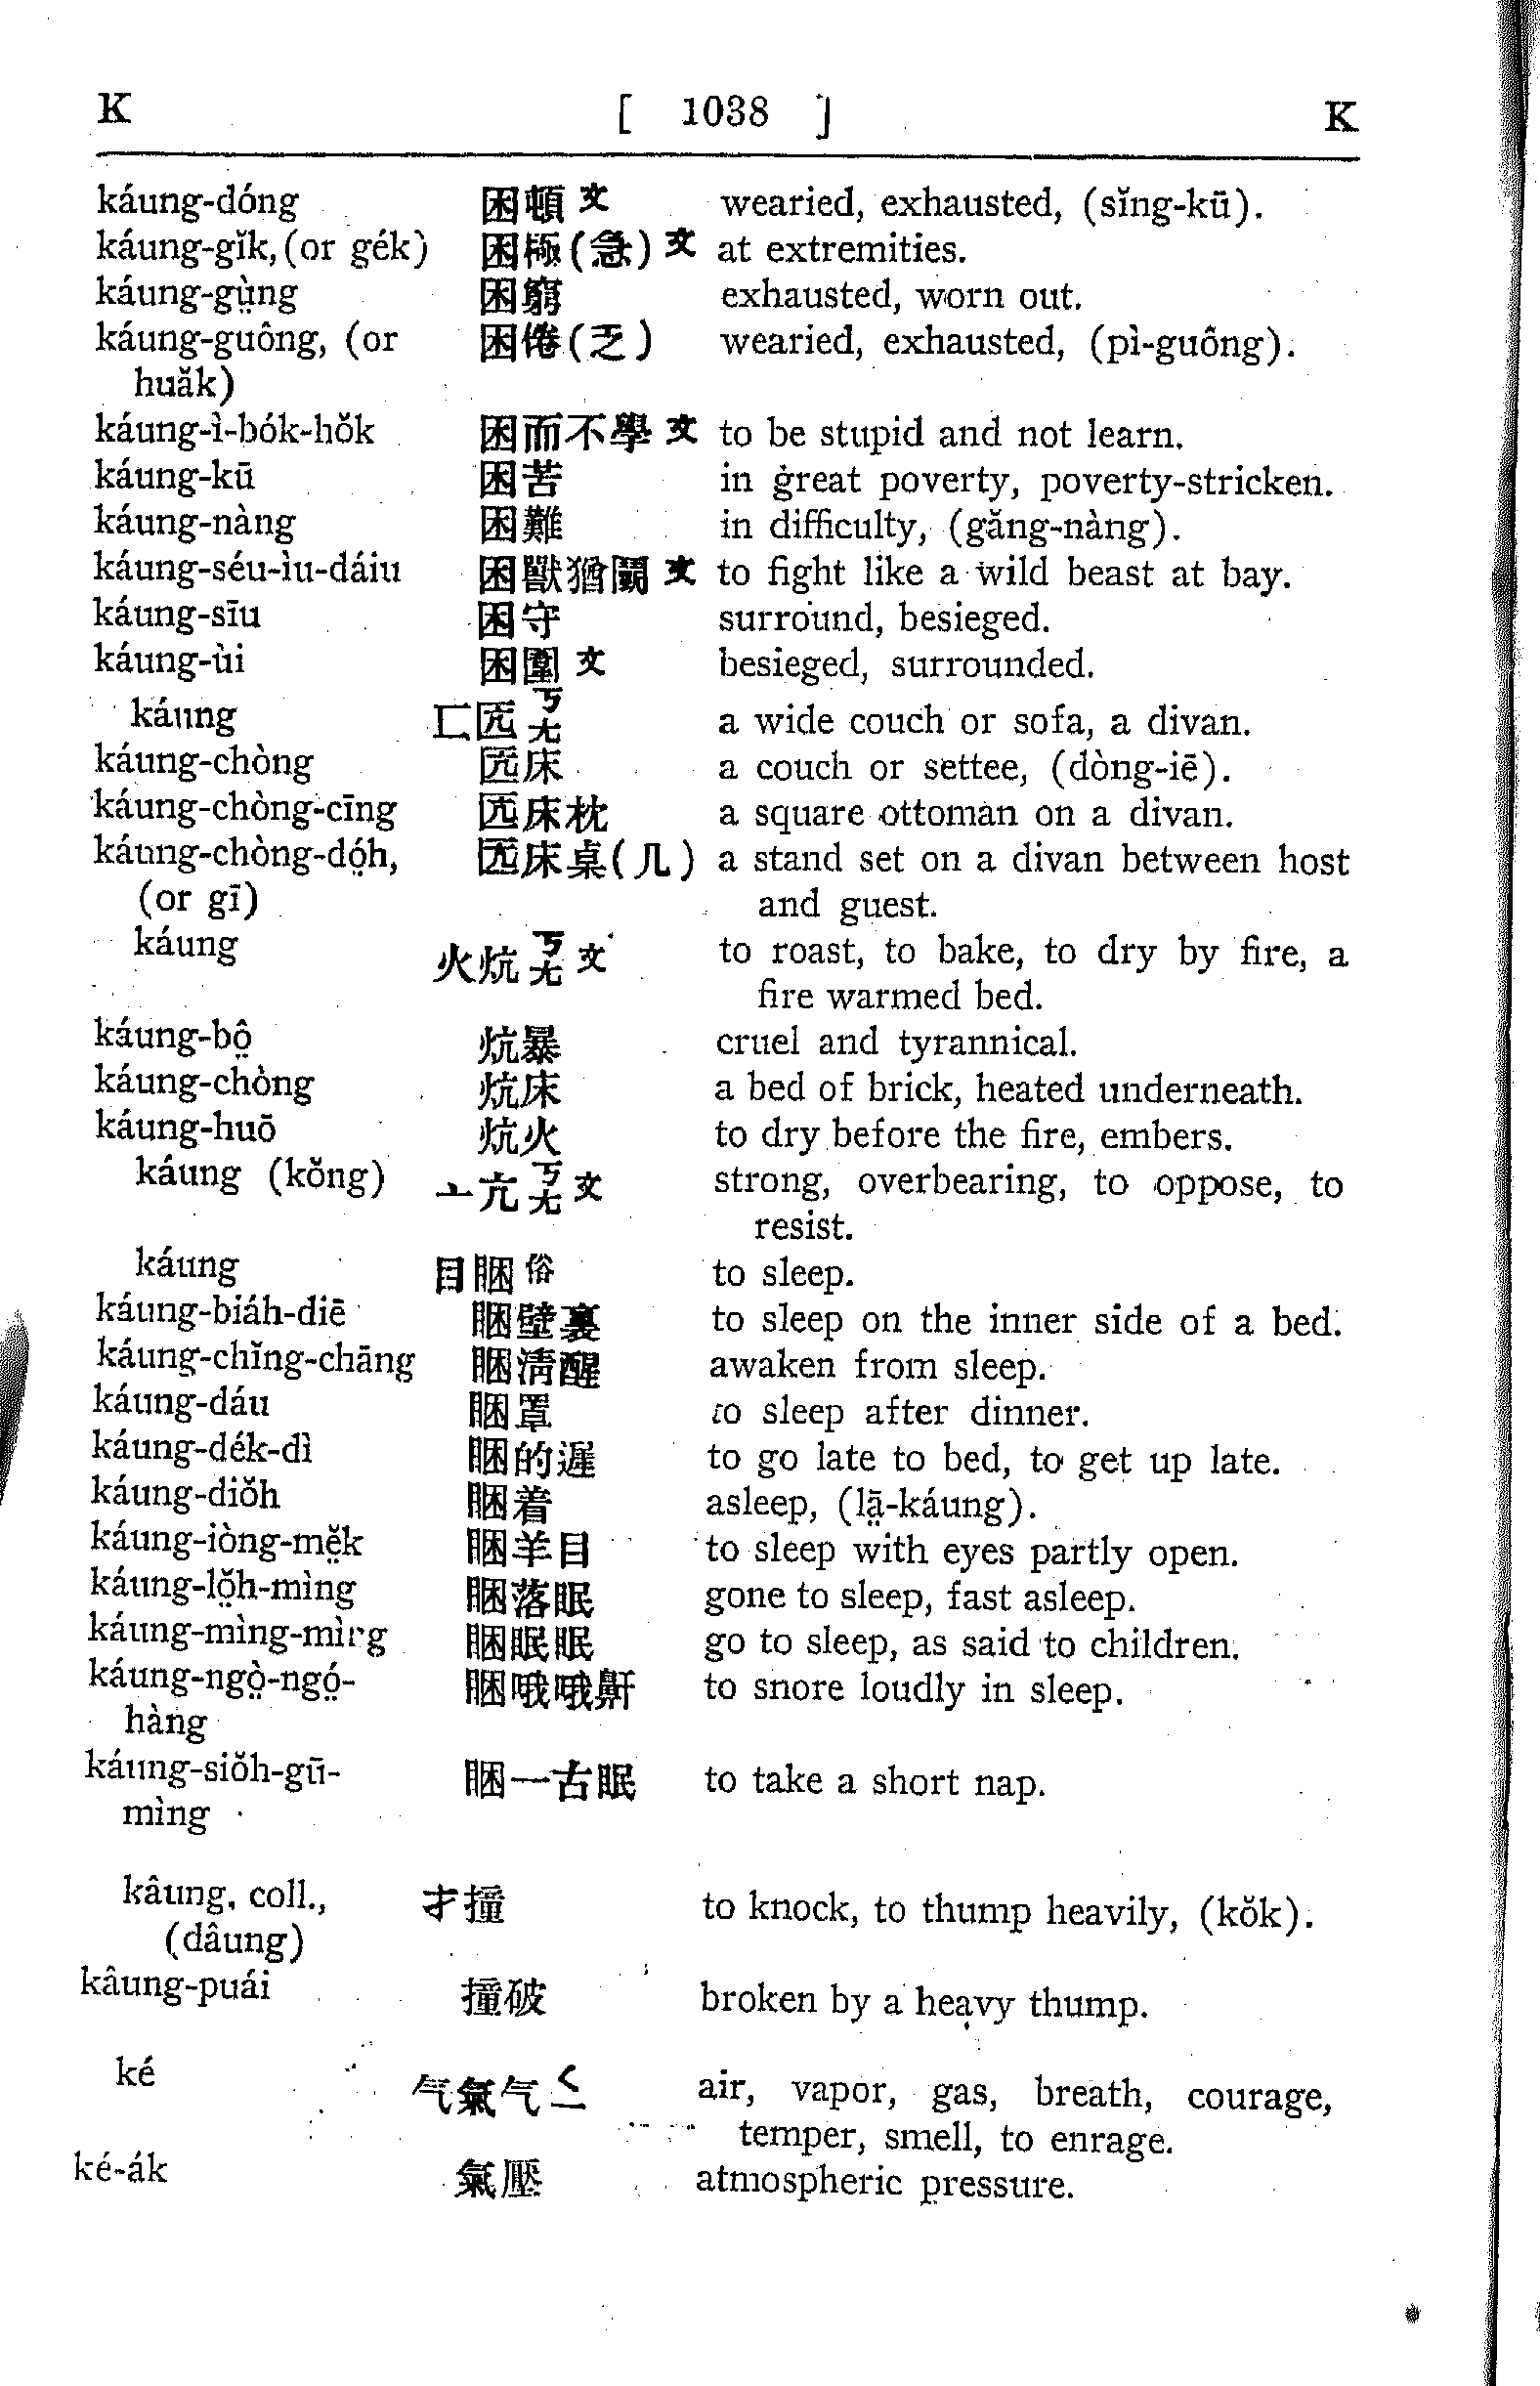 K [ 1038 ] K
káung-dóng 困頓文 wearied, exhausted, (sĭng-kū).
káung-gĭk, (or gék) 困極(急)文 at extremities.
káung-gṳ̀ng 困窮 exhausted, worn out.
káung-guông, (or 困倦(乏) wearied, exhausted, (pì-guông).
huăk)
káung-ì-bók-hŏk 困而不學文 to be stupid and not learn.
káung-kū 困苦 in great poverty, poverty-stricken.
káung-nàng 困難 in difficulty, (găng-nàng).
káung-séu-ìu-dáiu 困獸猶鬭文 to fight like a wild beast at bay.
káung-sīu 困守 surround, besieged.
káung-ùi 困圍文 besieged, surrounded.
káung 匚匟ㄎㄤ a wide couch or sofa, a divan.
káung-chòng 匟床 a couch or settee, (dòng-iē).
káung-chòng-cīng 匟床枕 a square ottoman on a divan.
káung-chòng-dó̤h, 匟床桌(几) a stand set on a divan between host
(or gī) and guest.
káung 火炕ㄎㄤ文 to roast, to bake, to dry by fire, a
fire warmed bed.
káung-bô̤ 炕暴 cruel and tyrannical.
káung-chòng 炕床 a bed of brick, heated underneath.
káung-huō 炕火 to dry before the fire, embers.
káung (kŏng) 亠亢ㄎㄤ文 strong, overbearing, to oppose, to
resist.
káung 目睏俗 to sleep.
káung-biáh-diē 睏壁裏 to sleep on the inner side of a bed.
káung-chĭng-chāng 睏淸醒 awaken from sleep.
káung-dáu 睏罩 to sleep after dinner.
káung-dék-dì 睏的遲 to go late to bed, to get up late.
káung-diŏh 睏着 asleep, (lā̤-káung).
káung-iòng-mĕ̤k 睏羊目 to sleep with eyes partly open.
káung-lŏ̤h-mìng 睏落眠 gone to sleep, fast asleep.
káung-mìng-mìng 睏眠眠 go to sleep, as said to children.
káung-ngò̤-ngó̤- 睏哦哦鼾 to snore loudly in sleep.
hàng
káung-siŏh-gū- 睏一古眠 to take a short nap.
mìng
kâung, coll., 才撞 to knock, to thump heavily, (kŏk).
(dâung)
kâung-puái 撞破 broken by a heavy thump.
ké 气氣气ㄑㄧ air, vapor, gas, breath, courage,
temper, smell, to enrage.
ké-ák 氣壓 atmospheric pressure.